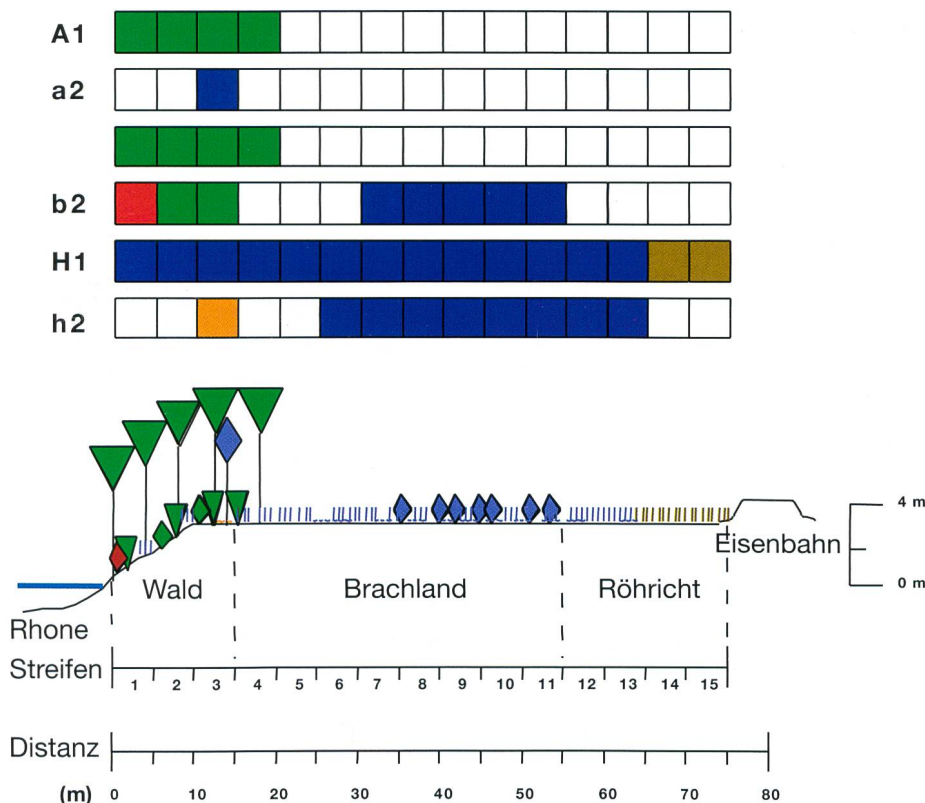 A1
a2
b2
H1
h2
4 m
Eisenbahn
0 m
Wald Brachland Röhricht
Rhone
Streifen 1 2 3 4 5 6 7 8 9 10 11 12 13 14 15
Distanz
(m) 0 10 20 30 40 50 60 70 80